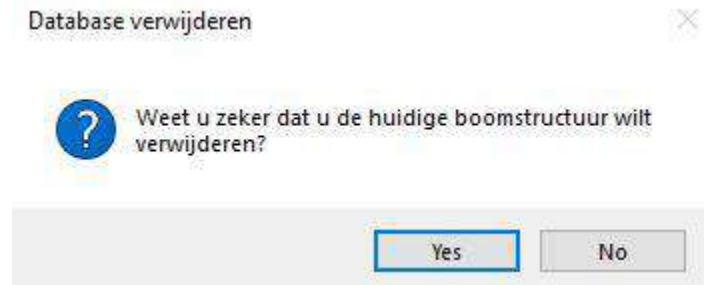 Database verwijderen
Weet u zeker dat u de huidige boomstructuur wilt
verwijderen?
Yes
No